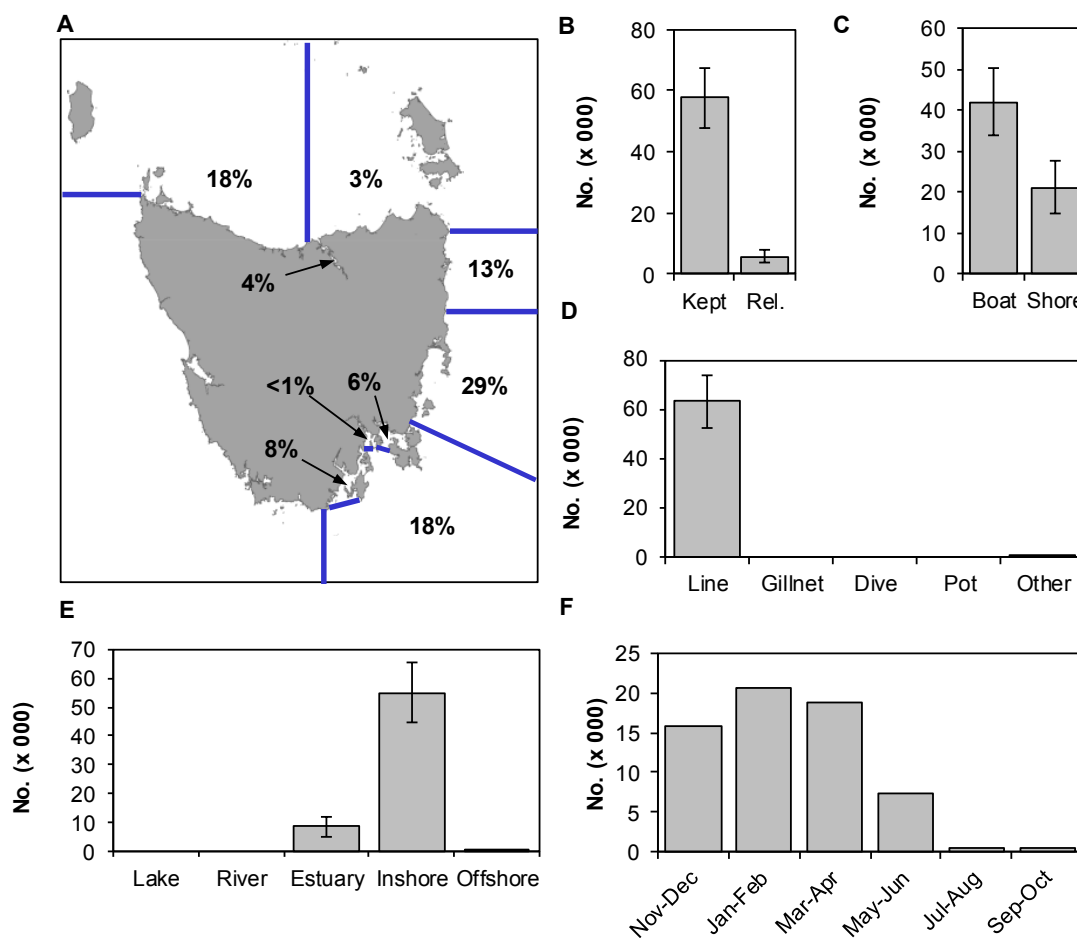 A
18%
3%
4%
13%
29%
<1%
6%
8%
18%
B
No. (x 000)
80
60
40
20
0
Kept Rel.
C
No. (x 000)
60
50
40
30
20
10
0
Boat Shore
D
No. (x 000)
80
60
40
20
0
Line Gillnet Dive Pot Other
E
No. (x 000)
70
60
50
40
30
20
10
0
Lake River Estuary Inshore Offshore
F
No. (x 000)
25
20
15
10
5
0
Nov-Dec
Jan-Feb
Mar-Apr
May-Jun
Jul-Aug
Sep-Oct